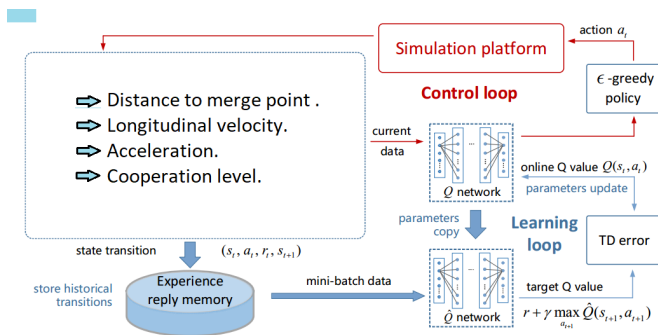 action a_t
Simulation platform
ϵ -greedy
policy
Control loop
Distance to merge point .
Longitudinal velocity.
Acceleration.
Cooperation level.
current
data
Q network
online Q value Q(s_t, a_t)
parameters update
parameters
copy
Learning
loop
TD error
state transition
(s_t, a_t, r_t, s_{t+1})
store historical
transitions
Experience
reply memory
mini-batch data
Q̂ network
target Q value
r + γ max_{a_{t+1}} Q̂(s_{t+1}, a_{t+1})